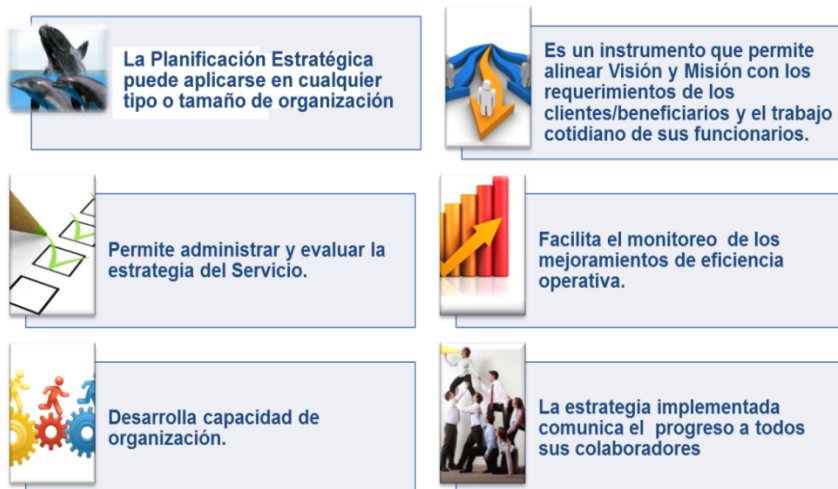 La Planificación Estratégica
puede aplicarse en cualquier
tipo o tamaño de organización
Es un instrumento que permite
alinear Visión y Misión con los
requerimientos de los
clientes/beneficiarios y el trabajo
cotidiano de sus funcionarios.
Permite administrar y evaluar la
estrategia del Servicio.
Facilita el monitoreo de los
mejoramientos de eficiencia
operativa.
Desarrolla capacidad de
organización.
La estrategia implementada
comunica el progreso a todos
sus colaboradores